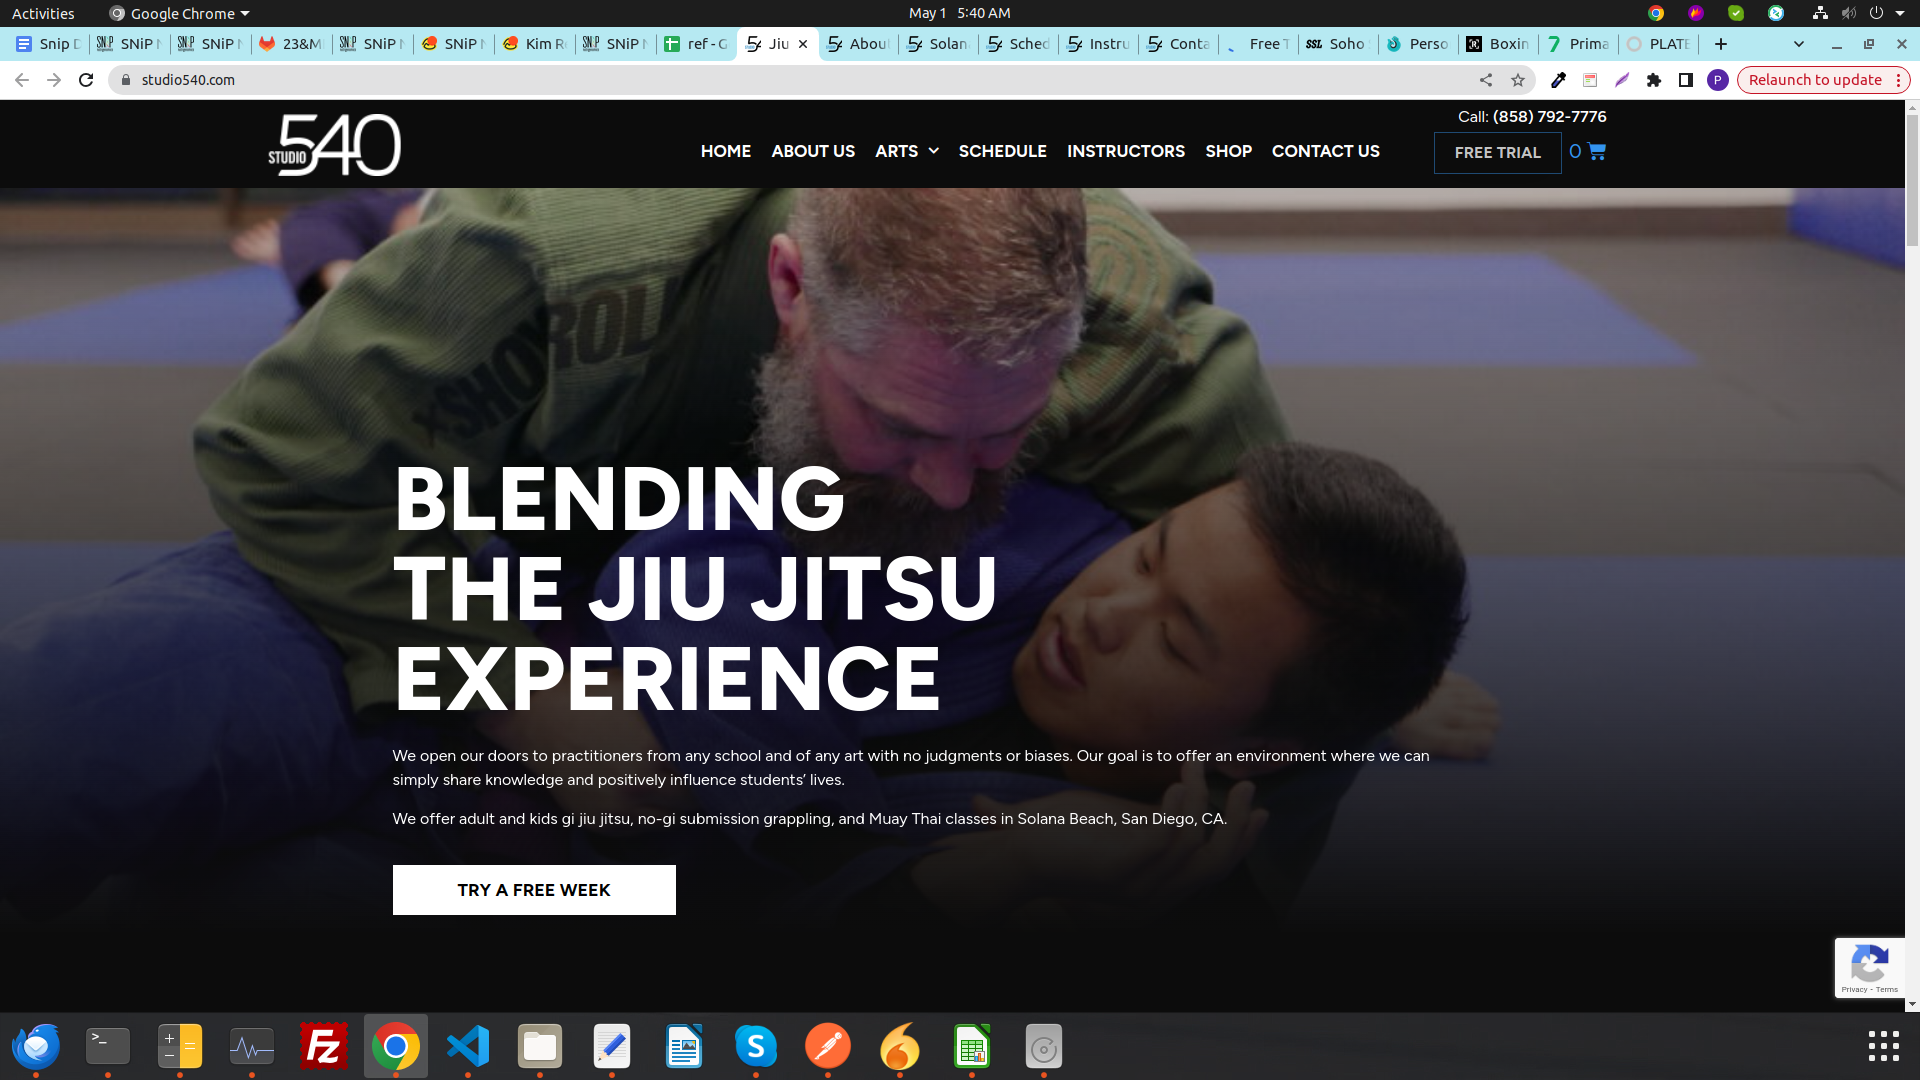 Activities
Google Chrome
May 1 5:40 AM
Snip D
SNiP N
SNiP N
23&M
SNiP N
SNiP N
Kim R
SNiP N
ref - G
Jiu
About
Solan
Sched
Instru
Conta
Free T
SSL Soho
Perso
Boxin
Prima
PLATE
studio540.com
P
Relaunch to update
STUDIO 540
HOME
ABOUT US
ARTS
SCHEDULE
INSTRUCTORS
SHOP
CONTACT US
Call: (858) 792-7776
FREE TRIAL
0
XSHOYOROLL
BLENDING
THE JIU JITSU
EXPERIENCE
We open our doors to practitioners from any school and of any art with no judgments or biases. Our goal is to offer an environment where we can
simply share knowledge and positively influence students’ lives.
We offer adult and kids gi jiu jitsu, no-gi submission grappling, and Muay Thai classes in Solana Beach, San Diego, CA.
TRY A FREE WEEK
Privacy - Terms